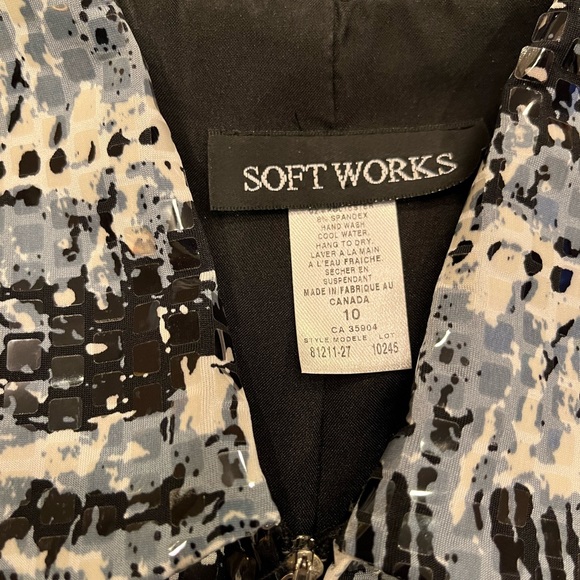 SOFT WORKS
6% SPANDEX
HAND WASH
COOL WATER,
HANG TO DRY.
LAVER A LA MAIN
A L'EAU FRAICHE.
SÉCHER EN
SUSPENDANT
MADE IN/FABRIQUE AU
CANADA
10
CA 35904
STYLE MODELE LOT
81211-27 10245